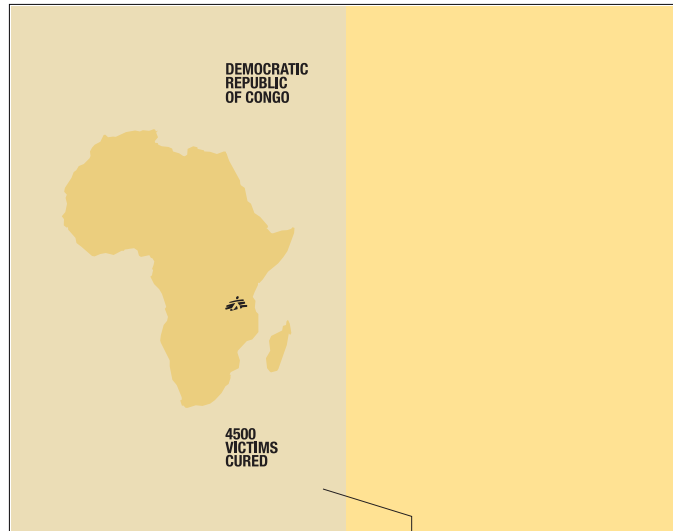 DEMOCRATIC
REPUBLIC
OF CONGO
4500
VICTIMS
CURED